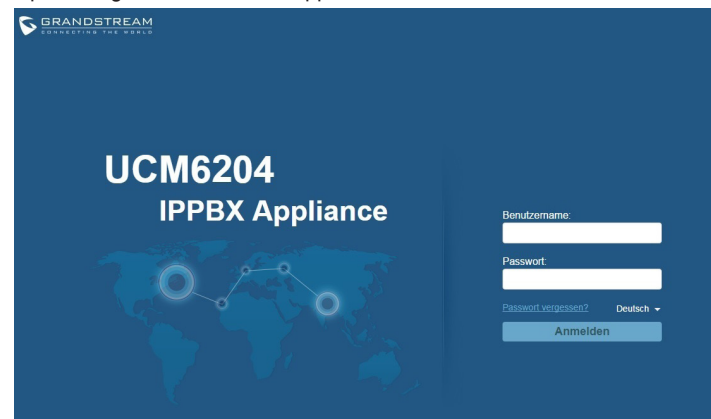 GRANDSTREAM
CONNECTING THE WORLD
UCM6204
IPPBX Appliance
Benutzername:
Passwort:
Passwort vergessen? Deutsch
Anmelden